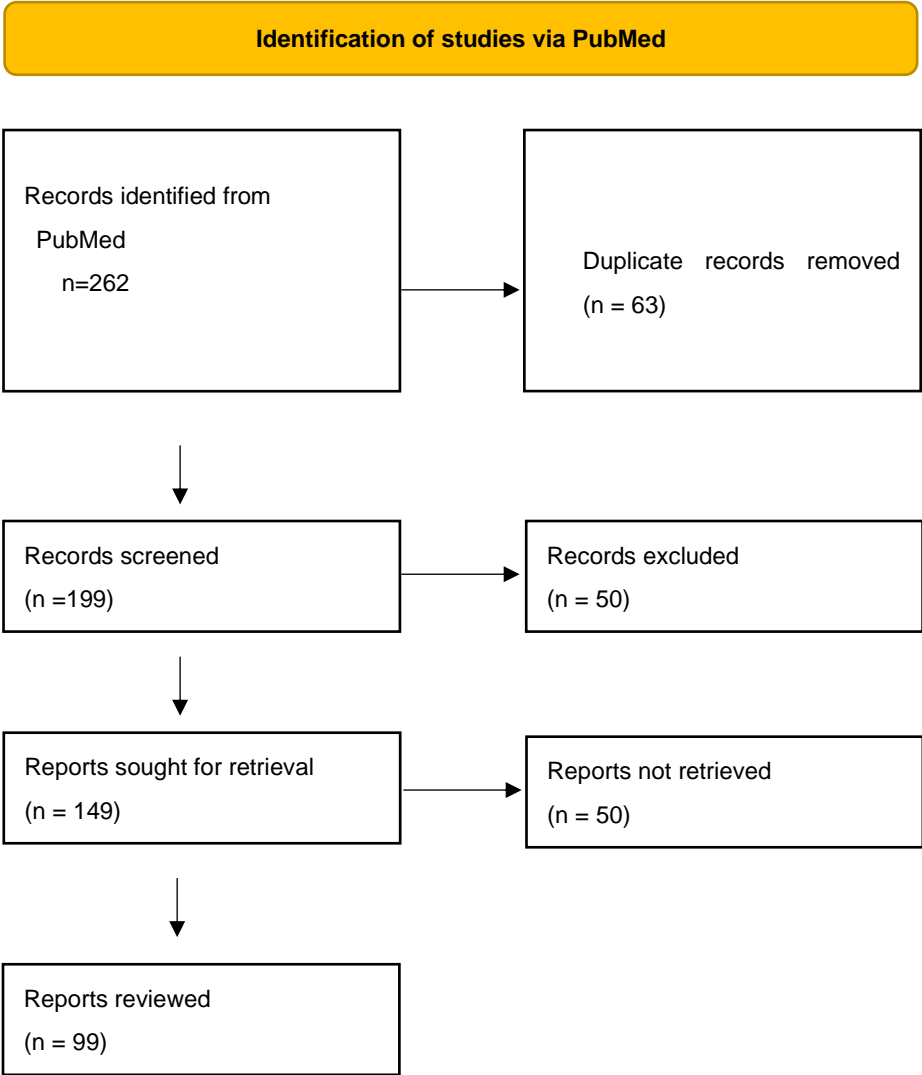 Identification of studies via PubMed
Records identified from
PubMed
n=262
Duplicate records removed
(n = 63)
Records screened
(n =199)
Records excluded
(n = 50)
Reports sought for retrieval
(n = 149)
Reports not retrieved
(n = 50)
Reports reviewed
(n = 99)